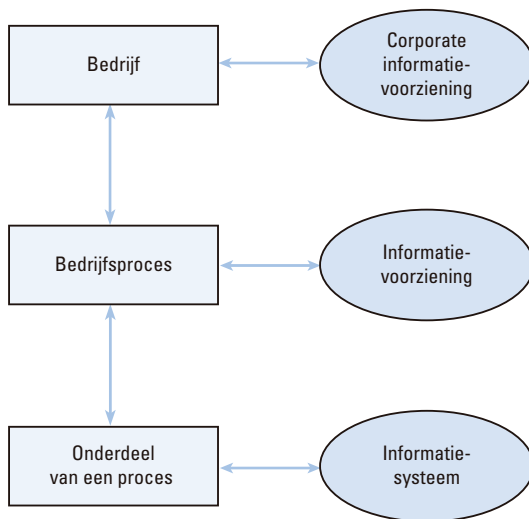 Bedrijf
Corporate
informatie-
voorziening
Bedrijfsproces
Informatie-
voorziening
Onderdeel
van een proces
Informatie-
systeem